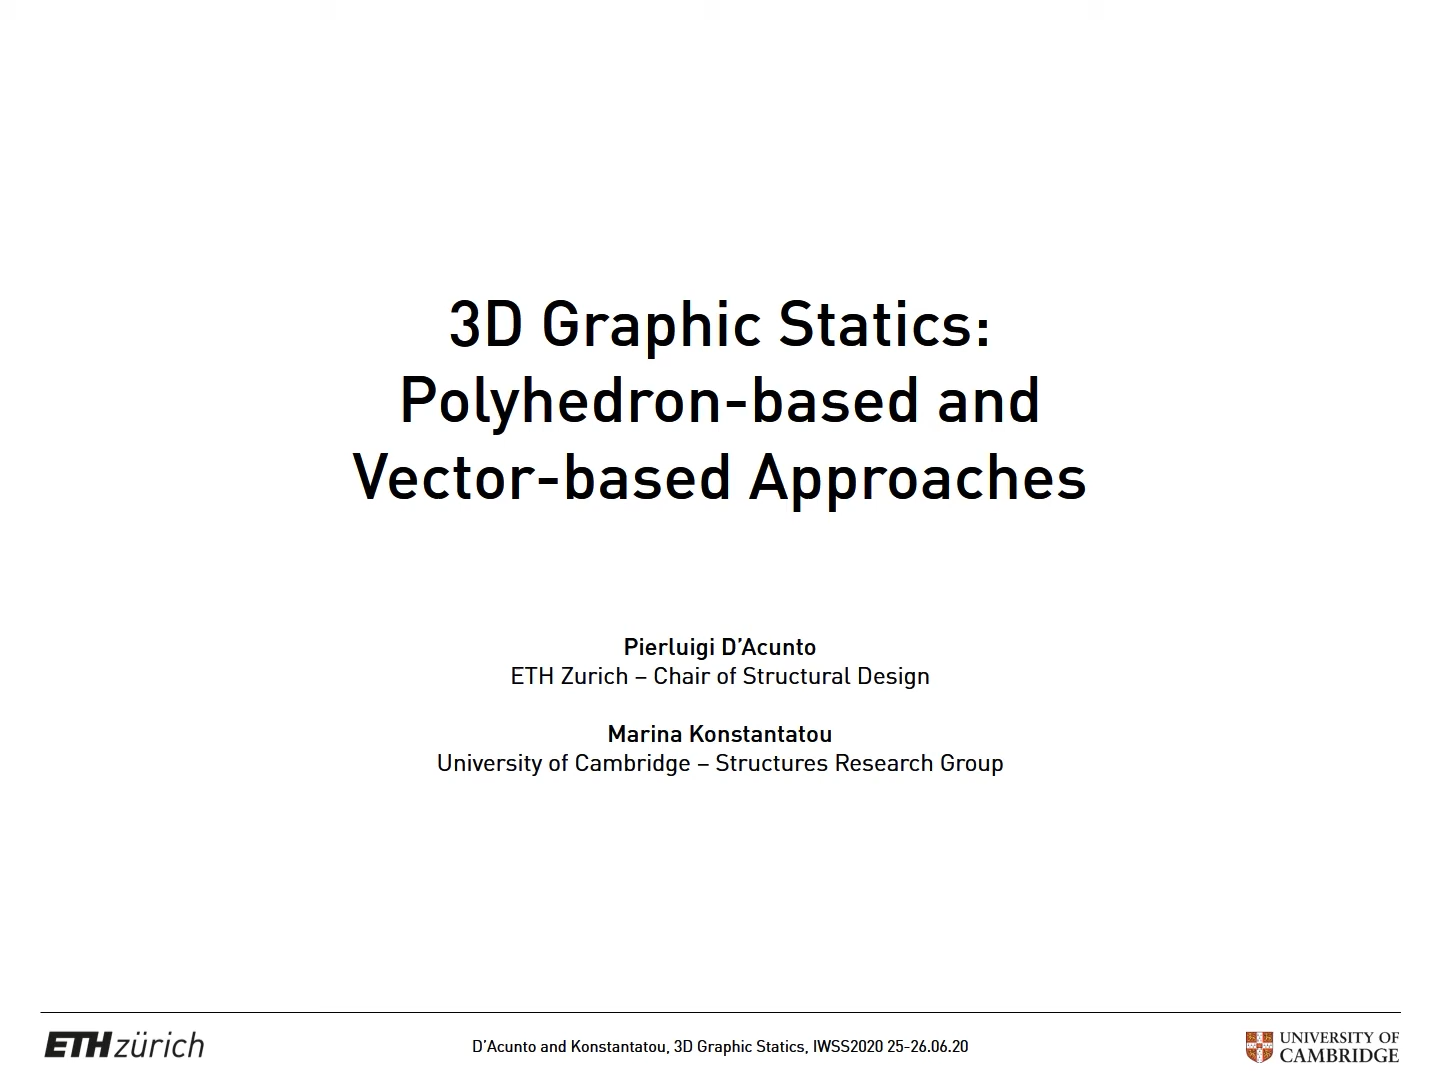 3D Graphic Statics:
Polyhedron-based and
Vector-based Approaches
Pierluigi D’Acunto
ETH Zurich – Chair of Structural Design
Marina Konstantatou
University of Cambridge – Structures Research Group
ETH zürich
D’Acunto and Konstantatou, 3D Graphic Statics, IWSS2020 25-26.06.20
UNIVERSITY OF
CAMBRIDGE